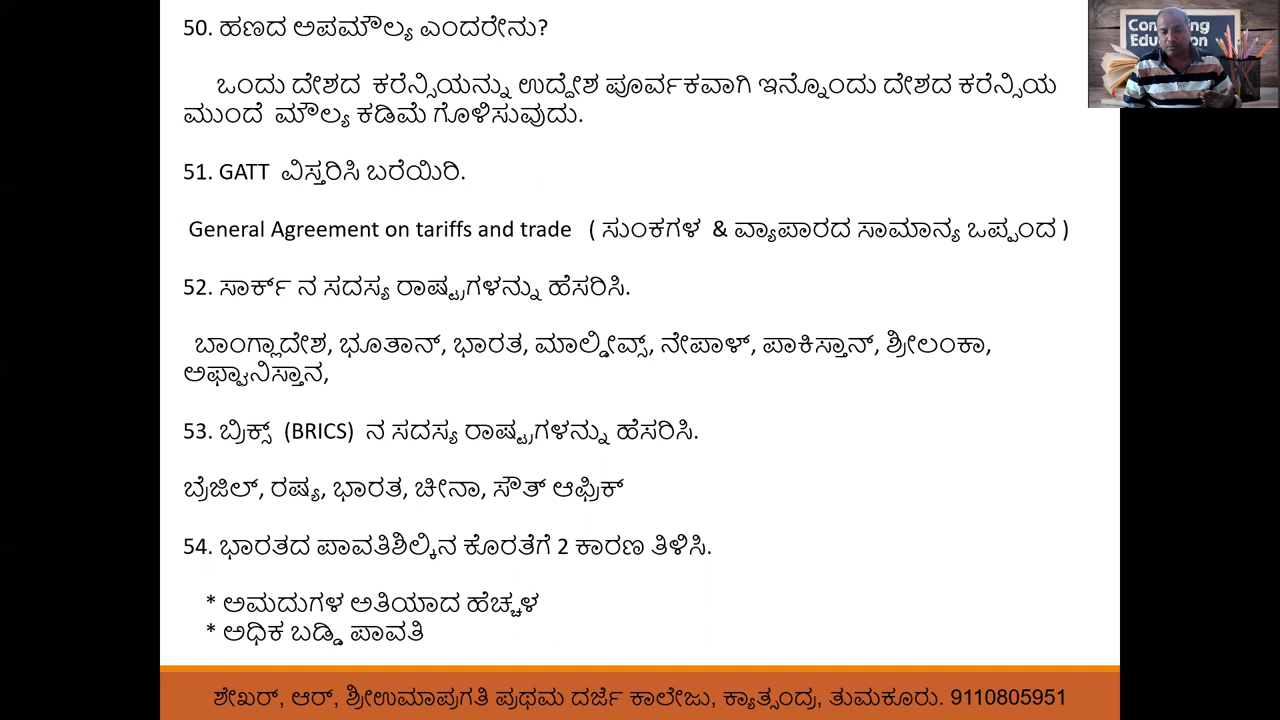 50. ಹಣದ ಅಪಮೌಲ್ಯ ಎಂದರೇನು?
ಒಂದು ದೇಶದ ಕರೆನ್ಸಿಯನ್ನು ಉದ್ದೇಶ ಪೂರ್ವಕವಾಗಿ ಇನ್ನೊಂದು ದೇಶದ ಕರೆನ್ಸಿಯ
ಮುಂದೆ ಮೌಲ್ಯ ಕಡಿಮೆ ಗೊಳಿಸುವುದು.
51. GATT ವಿಸ್ತರಿಸಿ ಬರೆಯಿರಿ.
General Agreement on tariffs and trade ( ಸುಂಕಗಳ & ವ್ಯಾಪಾರದ ಸಾಮಾನ್ಯ ಒಪ್ಪಂದ )
52. ಸಾರ್ಕ್ ನ ಸದಸ್ಯ ರಾಷ್ಟ್ರಗಳನ್ನು ಹೆಸರಿಸಿ.
ಬಾಂಗ್ಲಾದೇಶ, ಭೂತಾನ್, ಭಾರತ, ಮಾಲ್ಡೀವ್ಸ್, ನೇಪಾಳ್, ಪಾಕಿಸ್ತಾನ್, ಶ್ರೀಲಂಕಾ,
ಅಫ್ಘಾನಿಸ್ತಾನ,
53. ಬ್ರಿಕ್ಸ್ (BRICS) ನ ಸದಸ್ಯ ರಾಷ್ಟ್ರಗಳನ್ನು ಹೆಸರಿಸಿ.
ಬ್ರೆಜಿಲ್, ರಷ್ಯ, ಭಾರತ, ಚೀನಾ, ಸೌತ್ ಆಫ್ರಿಕ್
54. ಭಾರತದ ಪಾವತಿಶಿಲ್ಕಿನ ಕೊರತೆಗೆ 2 ಕಾರಣ ತಿಳಿಸಿ.
* ಅಮದುಗಳ ಅತಿಯಾದ ಹೆಚ್ಚಳ
* ಅಧಿಕ ಬಡ್ಡಿ ಪಾವತಿ
ಶೇಖರ್, ಆರ್, ಶ್ರೀಉಮಾಪ್ರಗತಿ ಪ್ರಥಮ ದರ್ಜೆ ಕಾಲೇಜು, ಕ್ಯಾತ್ಸಂದ್ರ, ತುಮಕೂರು. 9110805951